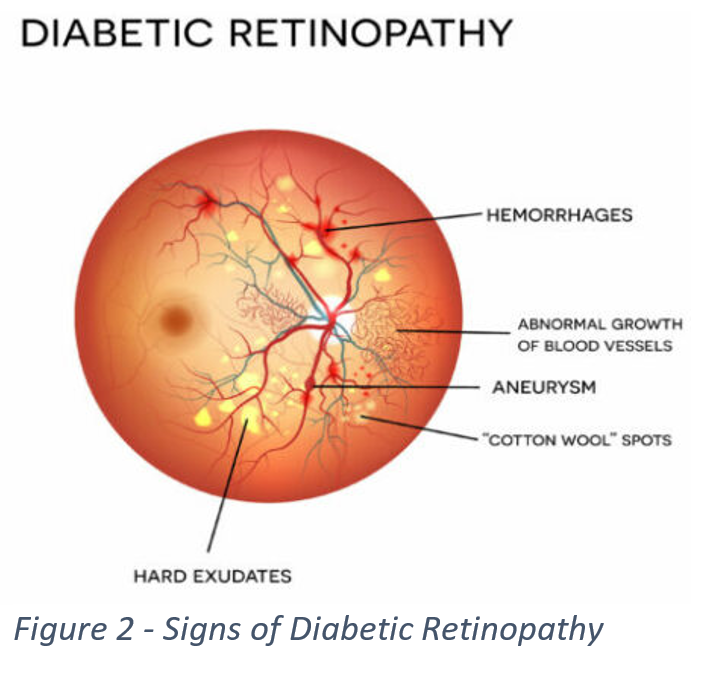 DIABETIC RETINOPATHY
HEMORRHAGES
ABNORMAL GROWTH
OF BLOOD VESSELS
ANEURYSM
"COTTON WOOL" SPOTS
HARD EXUDATES
Figure 2 - Signs of Diabetic Retinopathy